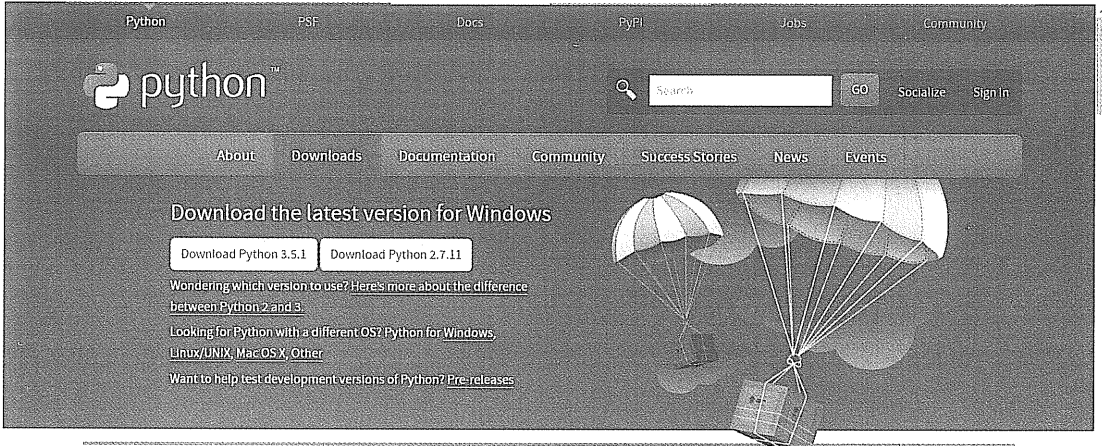 Python PSF Docs PyPI Jobs Community
python™
Search GO Socialize Sign In
About Downloads Documentation Community Success Stories News Events
Download the latest version for Windows
Download Python 3.5.1 Download Python 2.7.11
Wondering which version to use? Here's more about the difference
between Python 2 and 3.
Looking for Python with a different OS? Python for Windows,
Linux/UNIX, Mac OS X, Other
Want to help test development versions of Python? Pre-releases